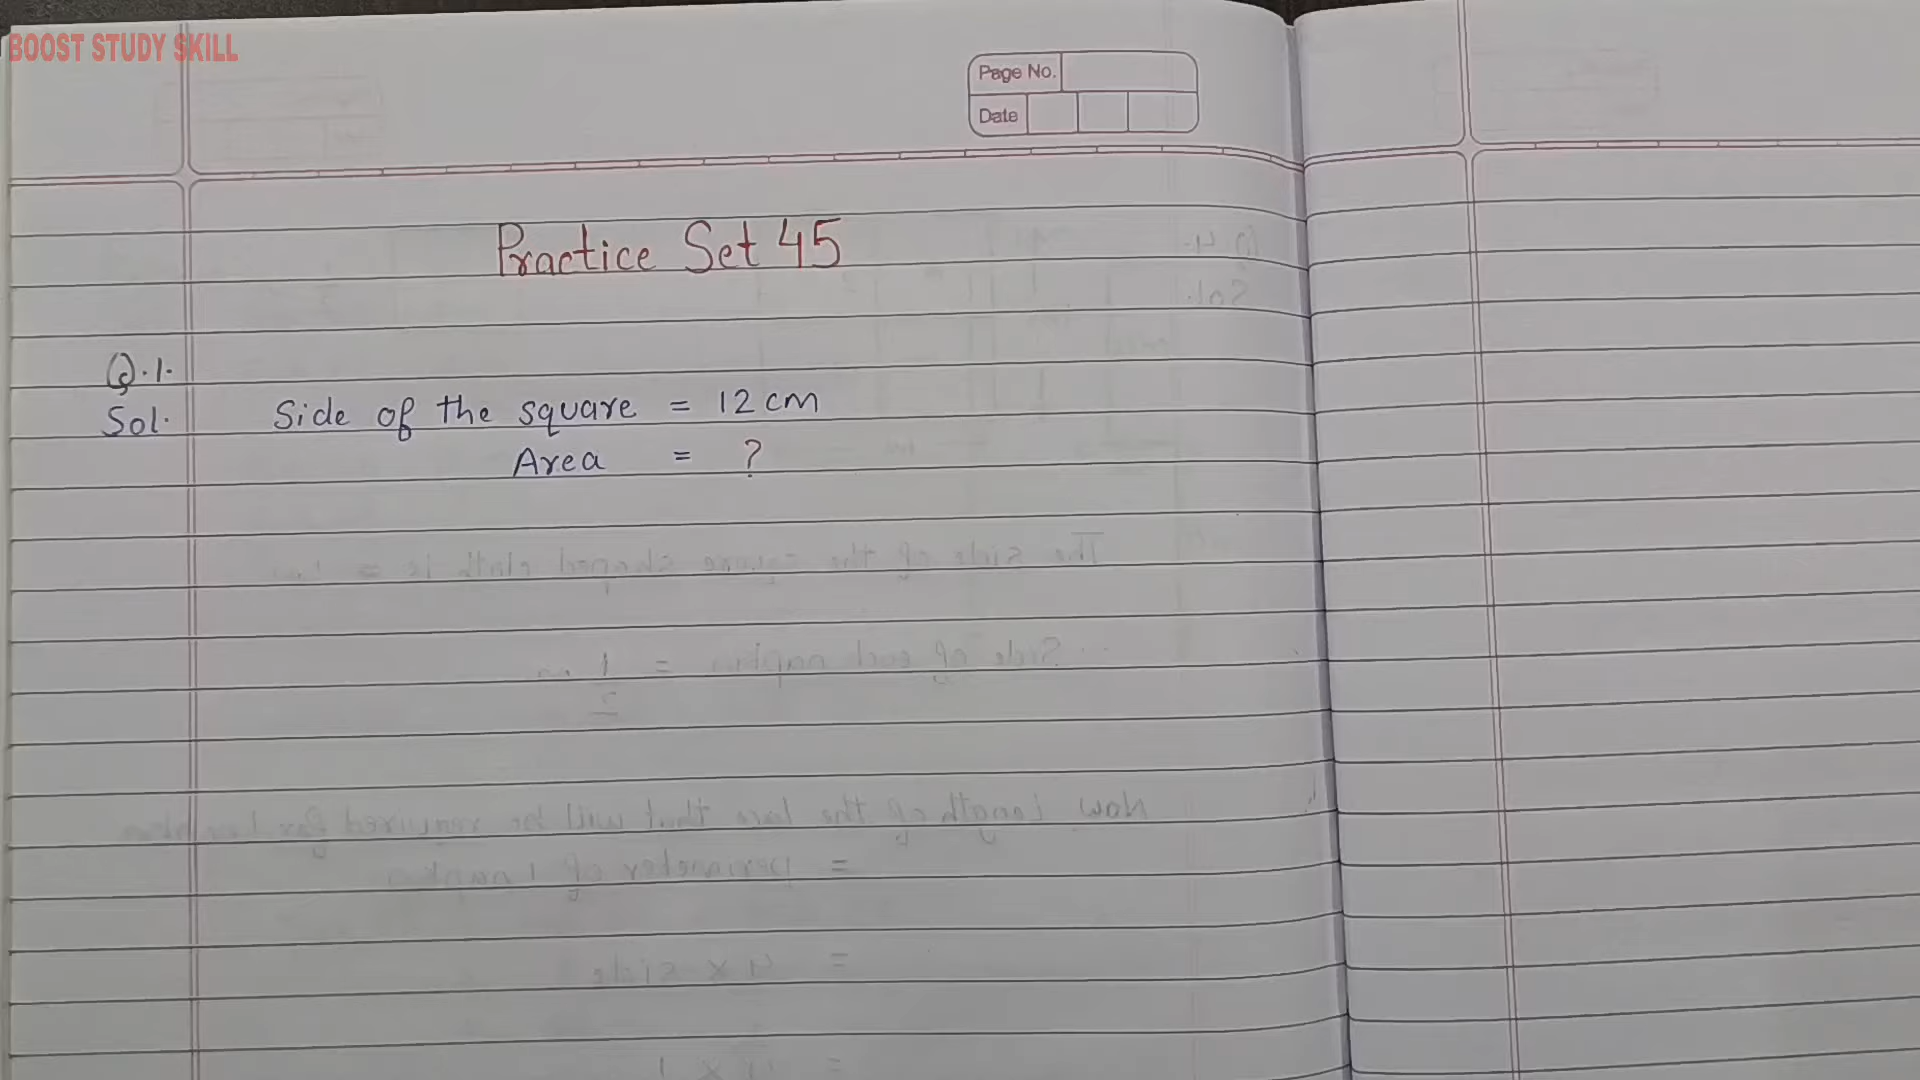 BOOST STUDY SKILL
Page No.
Date
Practice Set 45
Q.1.
Sol. Side of the square = 12 cm
Area = ?